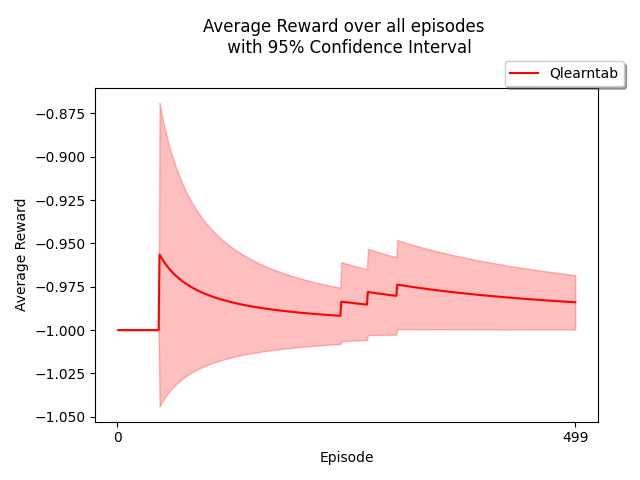 Average Reward over all episodes
with 95% Confidence Interval
Qlearntab
−0.875
−0.900
−0.925
−0.950
−0.975
−1.000
−1.025
−1.050
Average Reward
0
499
Episode